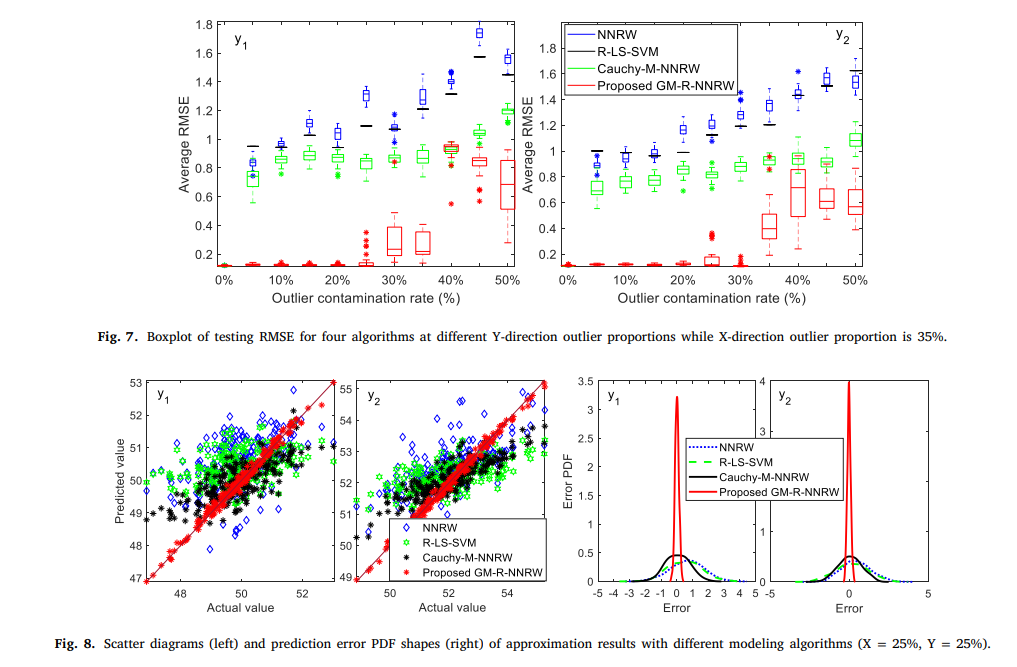 y1
Average RMSE
1.8
1.6
1.4
1.2
1
0.8
0.6
0.4
0.2
0% 10% 20% 30% 40% 50%
Outlier contamination rate (%)
y2
NNRW
R-LS-SVM
Cauchy-M-NNRW
Proposed GM-R-NNRW
Average RMSE
1.8
1.6
1.4
1.2
1
0.8
0.6
0.4
0.2
0% 10% 20% 30% 40% 50%
Outlier contamination rate (%)
Fig. 7. Boxplot of testing RMSE for four algorithms at different Y-direction outlier proportions while X-direction outlier proportion is 35%.
y1
Predicted value
53
52
51
50
49
48
47
48 50 52
Actual value
y2
55
54
53
52
51
50
49
50 52 54
Actual value
NNRW
R-LS-SVM
Cauchy-M-NNRW
Proposed GM-R-NNRW
y1
Error PDF
3.5
3
2.5
2
1.5
1
0.5
0
-5 -4 -3 -2 -1 0 1 2 3 4 5
Error
y2
4
3
1
0
-5 0 5
Error
NNRW
R-LS-SVM
Cauchy-M-NNRW
Proposed GM-R-NNRW
Fig. 8. Scatter diagrams (left) and prediction error PDF shapes (right) of approximation results with different modeling algorithms (X = 25%, Y = 25%).